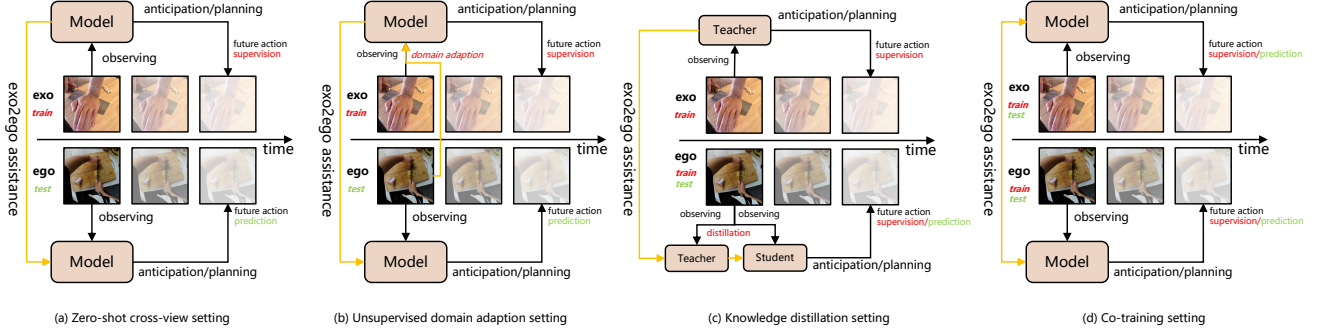 Model
anticipation/planning
observing
future action
supervision
exo2ego assistance
exo
train
time
ego
test
observing
future action
prediction
Model
anticipation/planning
(a) Zero-shot cross-view setting
Model
anticipation/planning
observing
domain adaption
future action
supervision
exo2ego assistance
exo
train
time
ego
test
observing
future action
prediction
Model
anticipation/planning
(b) Unsupervised domain adaption setting
Teacher
anticipation/planning
observing
future action
supervision
exo2ego assistance
exo
train
time
ego
train
test
observing
observing
distillation
future action
supervision/prediction
Teacher
Student
anticipation/planning
(c) Knowledge distillation setting
Model
anticipation/planning
observing
future action
supervision/prediction
exo2ego assistance
exo
train
test
time
ego
train
test
observing
future action
supervision/prediction
Model
anticipation/planning
(d) Co-training setting